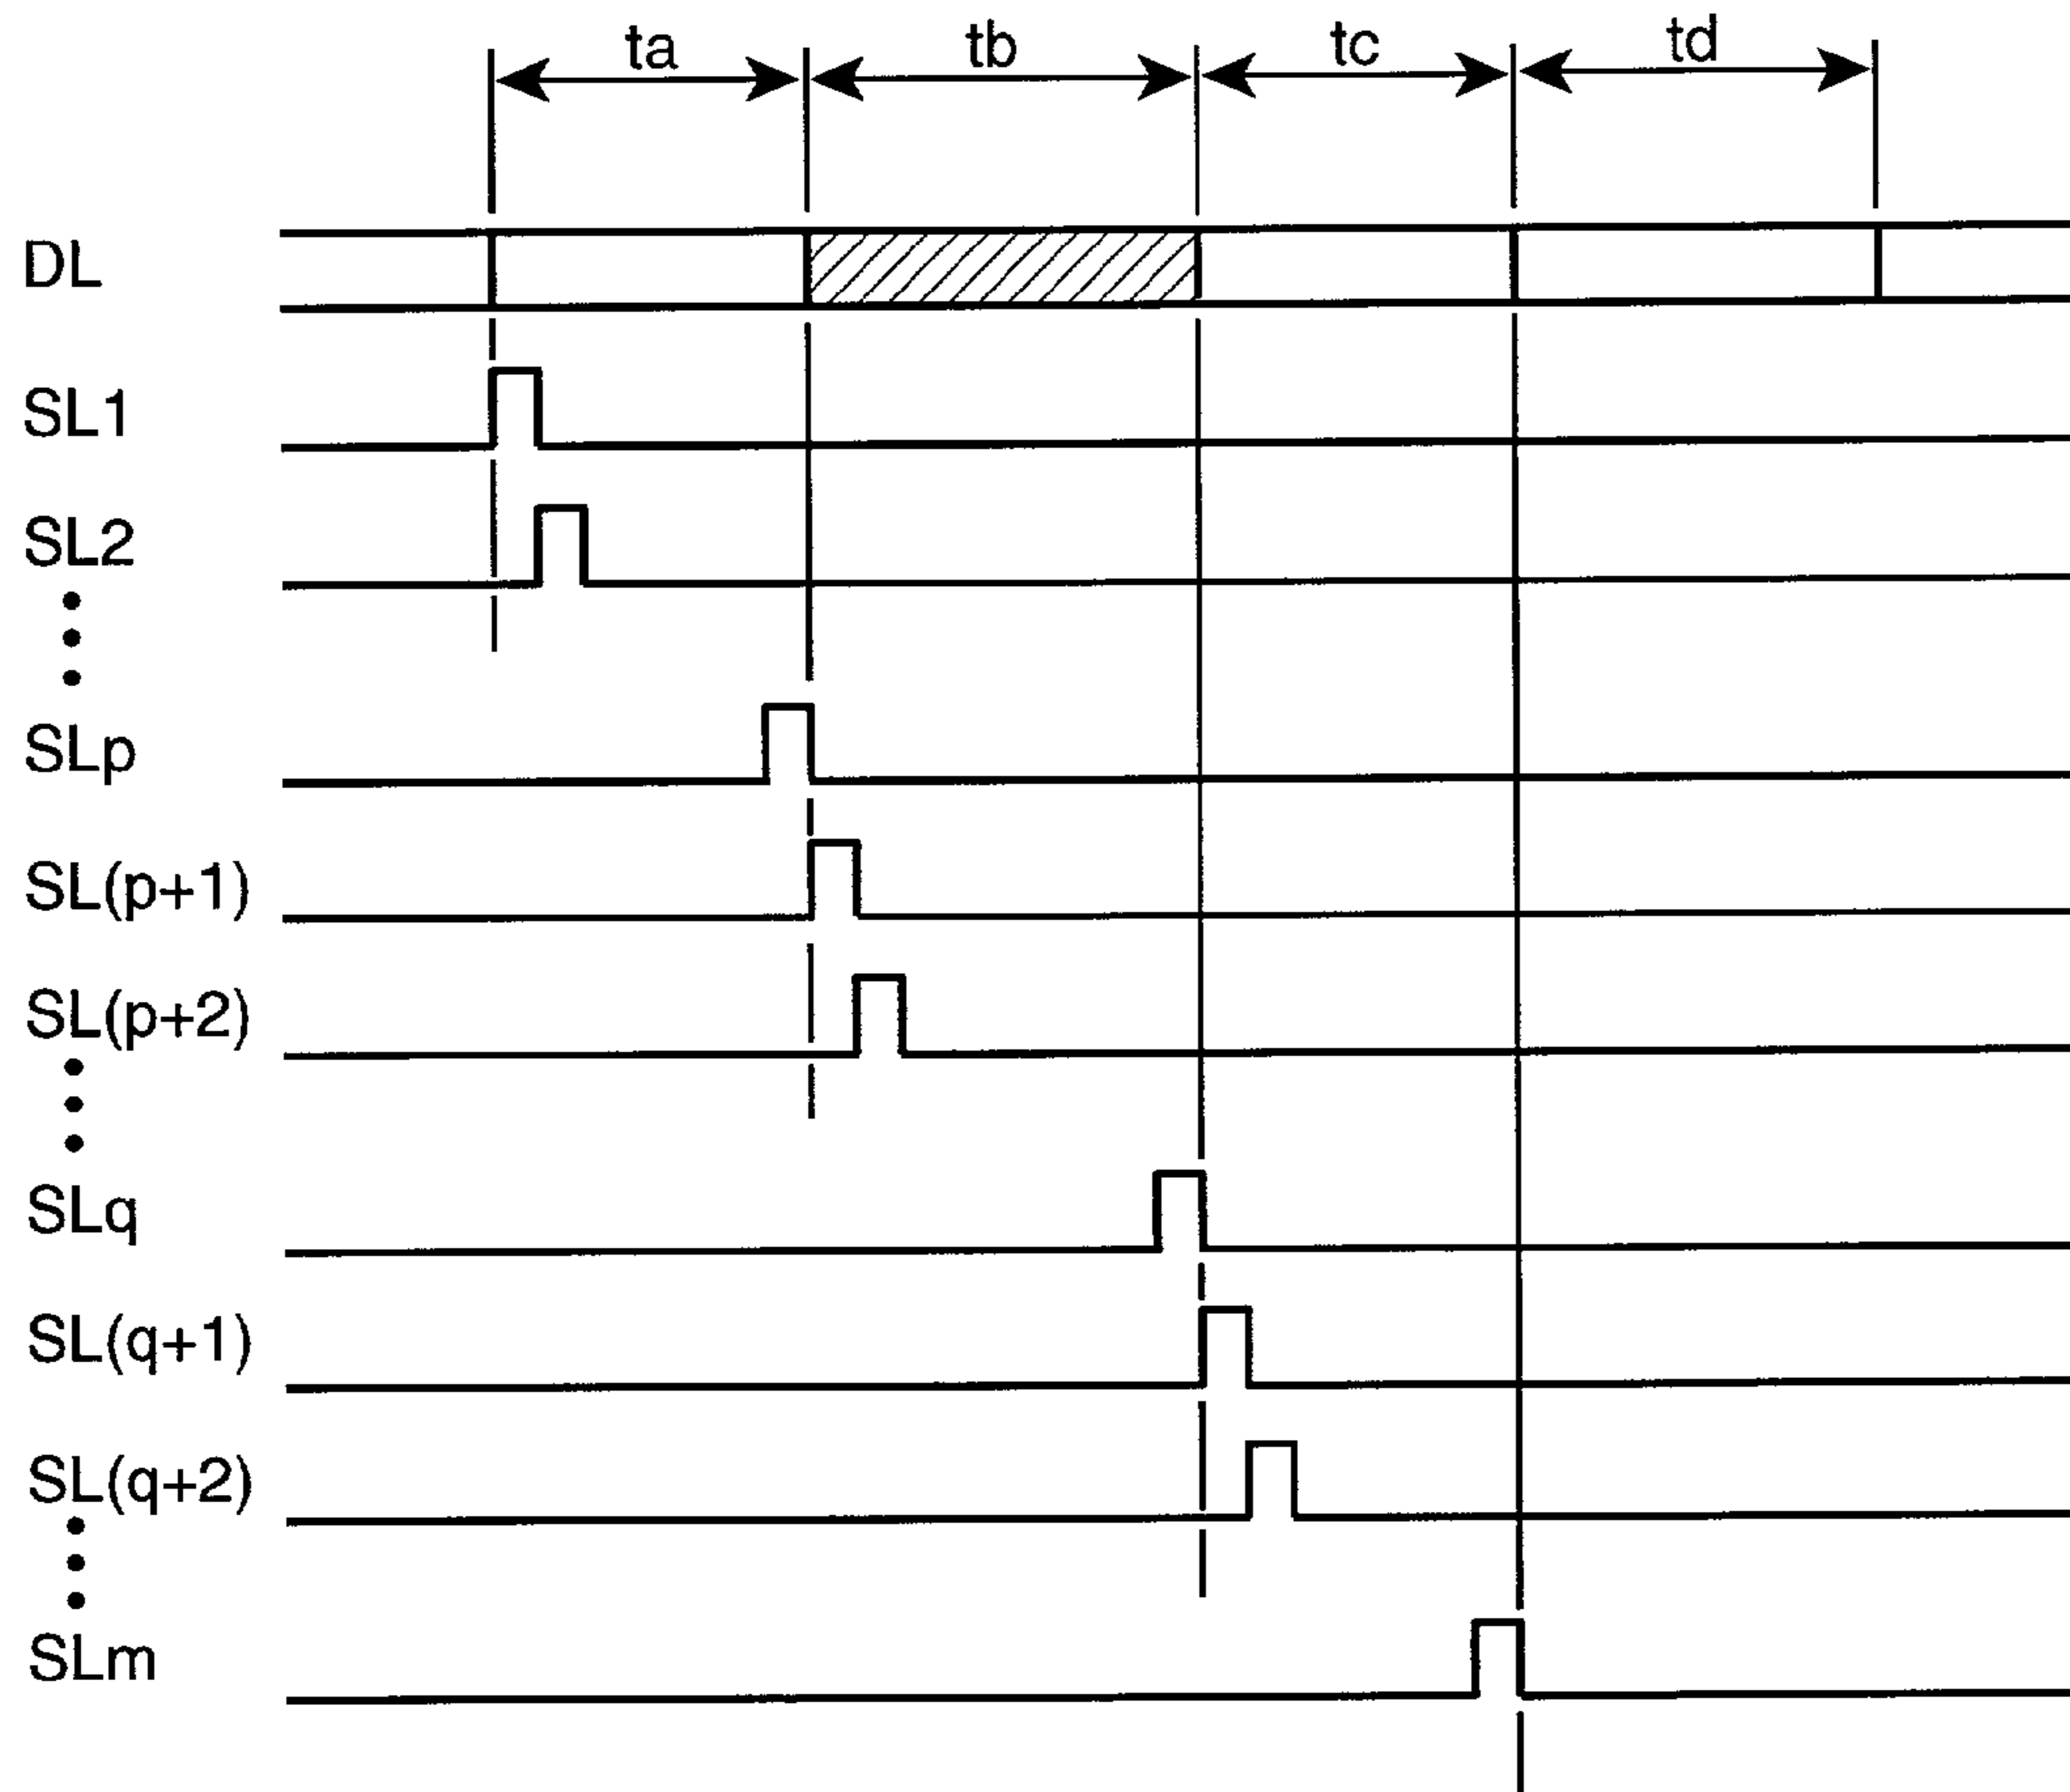 ta tb tc td
DL
SL1
SL2
SLp
SL(p+1)
SL(p+2)
SLq
SL(q+1)
SL(q+2)
SLm